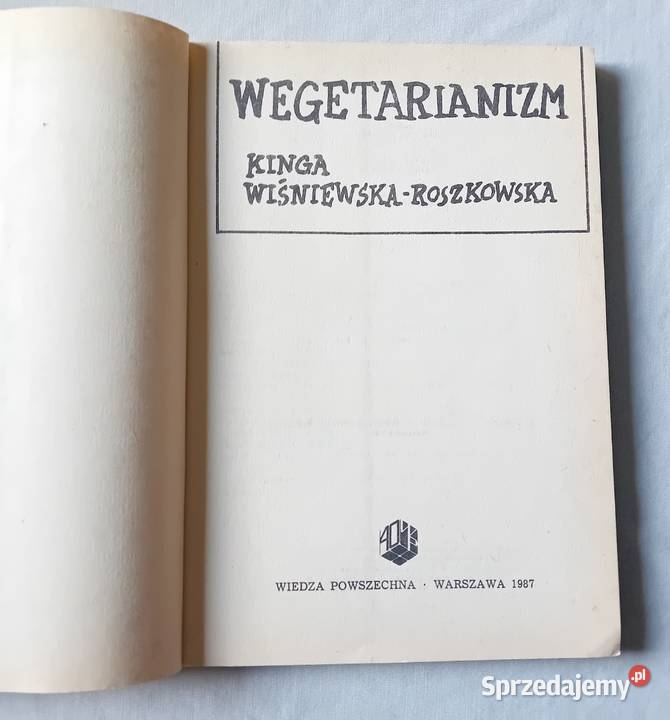 WEGETARIANIZM
KINGA
WIŚNIEWSKA-ROSZKOWSKA
WIEDZA POWSZECHNA · WARSZAWA 1987
Sprzedajemy.pl